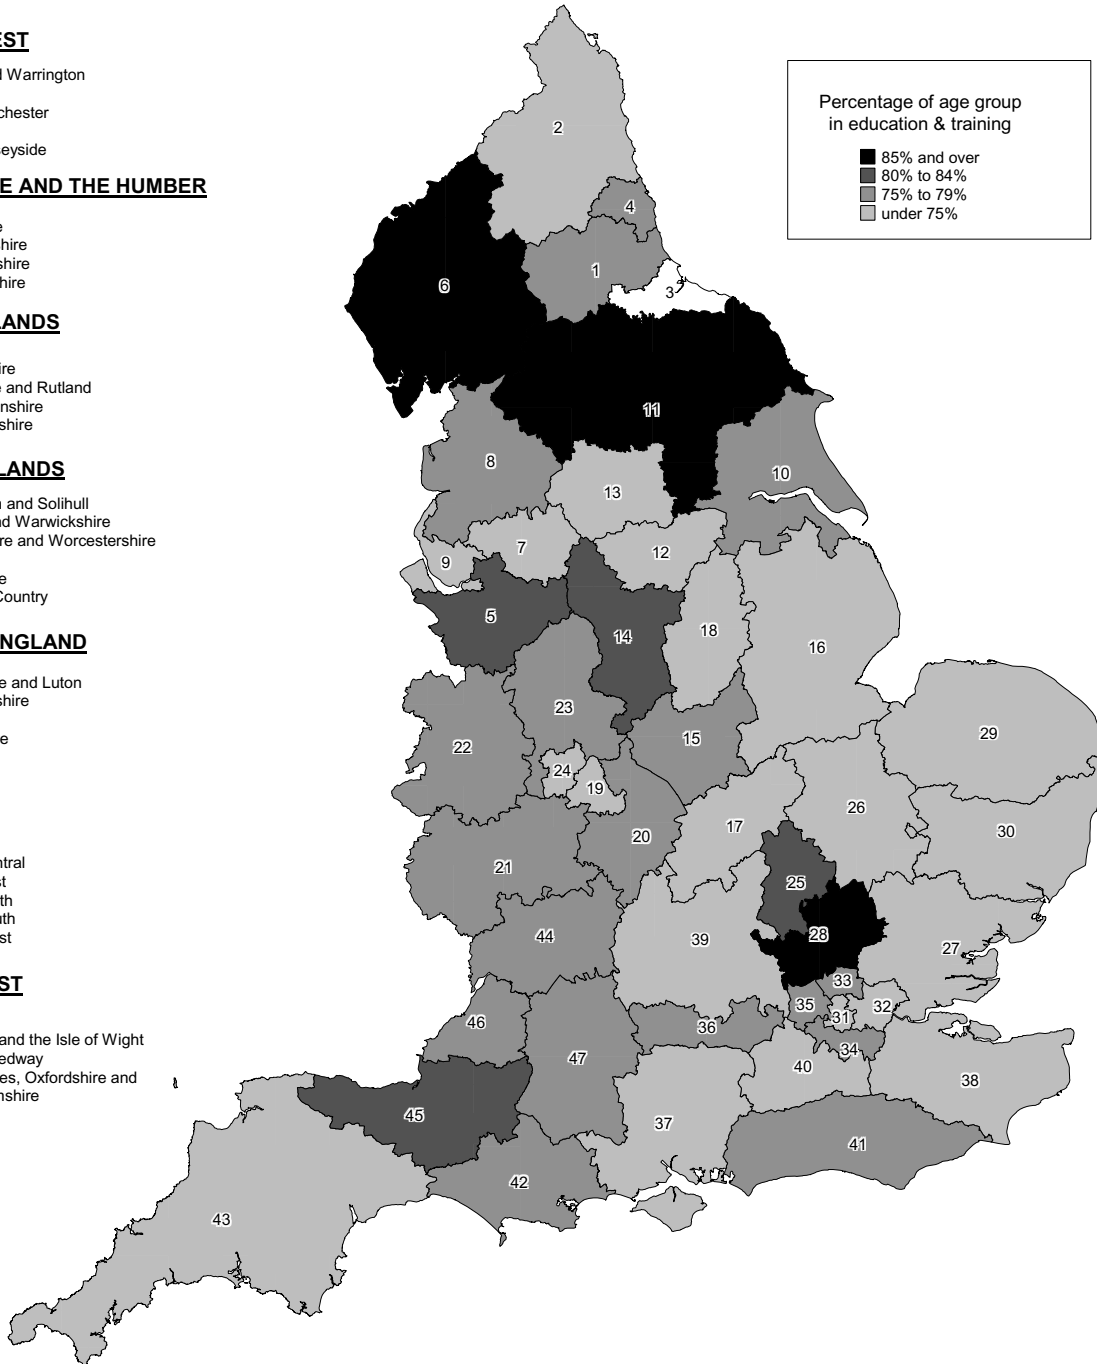 EST
d Warrington
chester
seyside
E AND THE HUMBER
e
hire
shire
hire
LANDS
ire
e and Rutland
nshire
shire
LANDS
n and Solihull
nd Warwickshire
re and Worcestershire
e
Country
ENGLAND
e and Luton
shire
e
ntral
st
th
uth
st
ST
and the Isle of Wight
edway
es, Oxfordshire and
mshire
Percentage of age group
in education & training
85% and over
80% to 84%
75% to 79%
under 75%
2
4
1
3
6
11
8
10
13
7
12
9
5
14
18
16
23
15
29
22
24
19
26
17
20
30
25
21
28
44
39
27
33
35
32
31
46
36
34
47
40
38
45
37
41
42
43